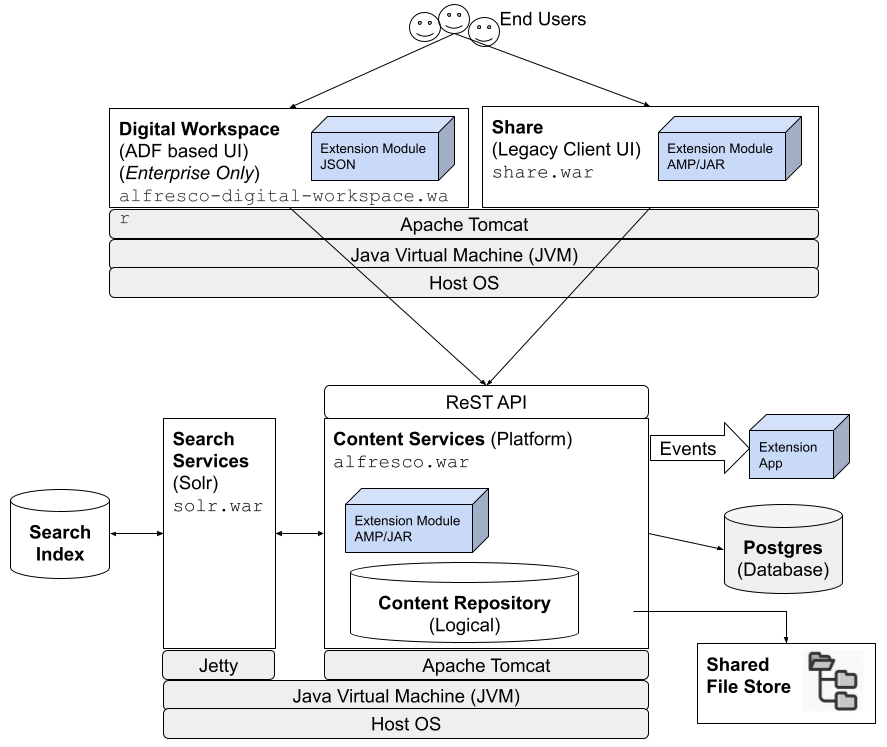 End Users
Digital Workspace
(ADF based UI)
(Enterprise Only)
alfresco-digital-workspace.wa
r
Extension Module
JSON
Share
(Legacy Client UI)
share.war
Extension Module
AMP/JAR
Apache Tomcat
Java Virtual Machine (JVM)
Host OS
ReST API
Search
Services
(Solr)
solr.war
Content Services (Platform)
alfresco.war
Events
Extension
App
Search
Index
Extension Module
AMP/JAR
Postgres
(Database)
Content Repository
(Logical)
Shared
File Store
Jetty
Apache Tomcat
Java Virtual Machine (JVM)
Host OS